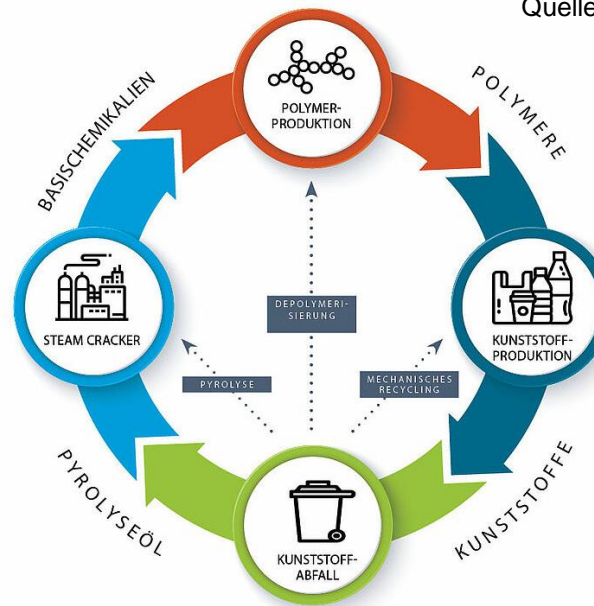 Quelle
POLYMER-
PRODUKTION
BASISCHEMIKALIEN
POLYMERE
STEAM CRACKER
DEPOLYMERI-
SIERUNG
KUNSTSTOFF-
PRODUKTION
PYROLYSE
MECHANISCHES
RECYCLING
PYROLYSEÖL
KUNSTSTOFFE
KUNSTSTOFF-
ABFALL